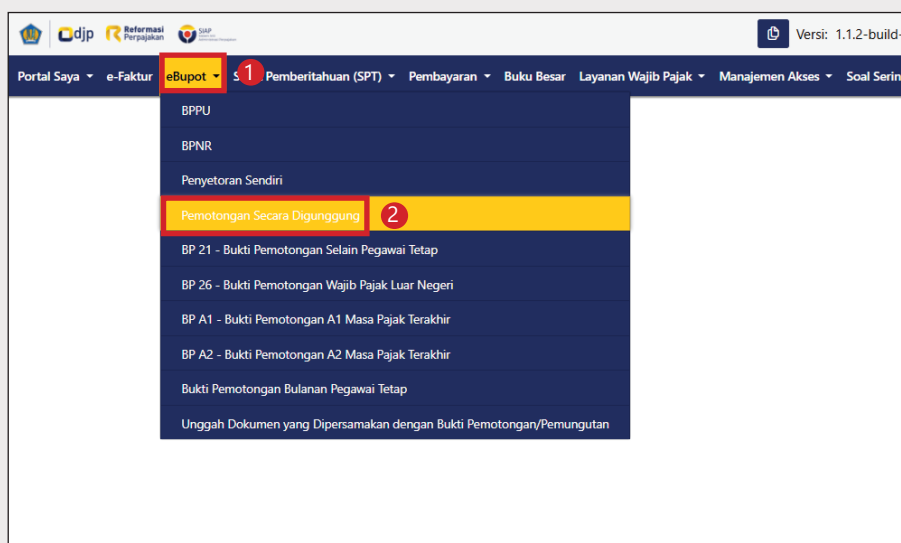 djp Reformasi Perpajakan SIAP
Versi: 1.1.2-build-
Portal Saya e-Faktur eBupot 1 Pemberitahuan (SPT) Pembayaran Buku Besar Layanan Wajib Pajak Manajemen Akses Soal Serin
BPPU
BPNR
Penyetoran Sendiri
Pemotongan Secara Digunggung 2
BP 21 - Bukti Pemotongan Selain Pegawai Tetap
BP 26 - Bukti Pemotongan Wajib Pajak Luar Negeri
BP A1 - Bukti Pemotongan A1 Masa Pajak Terakhir
BP A2 - Bukti Pemotongan A2 Masa Pajak Terakhir
Bukti Pemotongan Bulanan Pegawai Tetap
Unggah Dokumen yang Dipersamakan dengan Bukti Pemotongan/Pemungutan